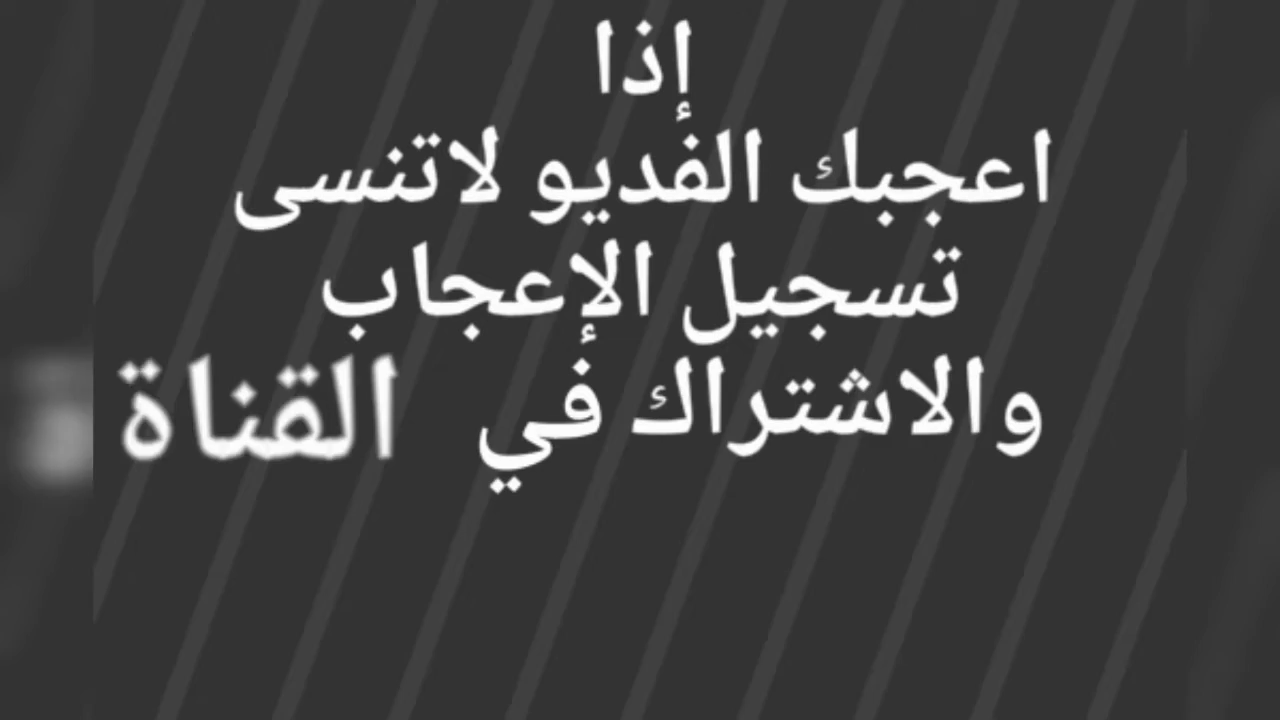 إذا
اعجبك الفديو لاتنسى
تسجيل الإعجاب
والاشتراك في القناة